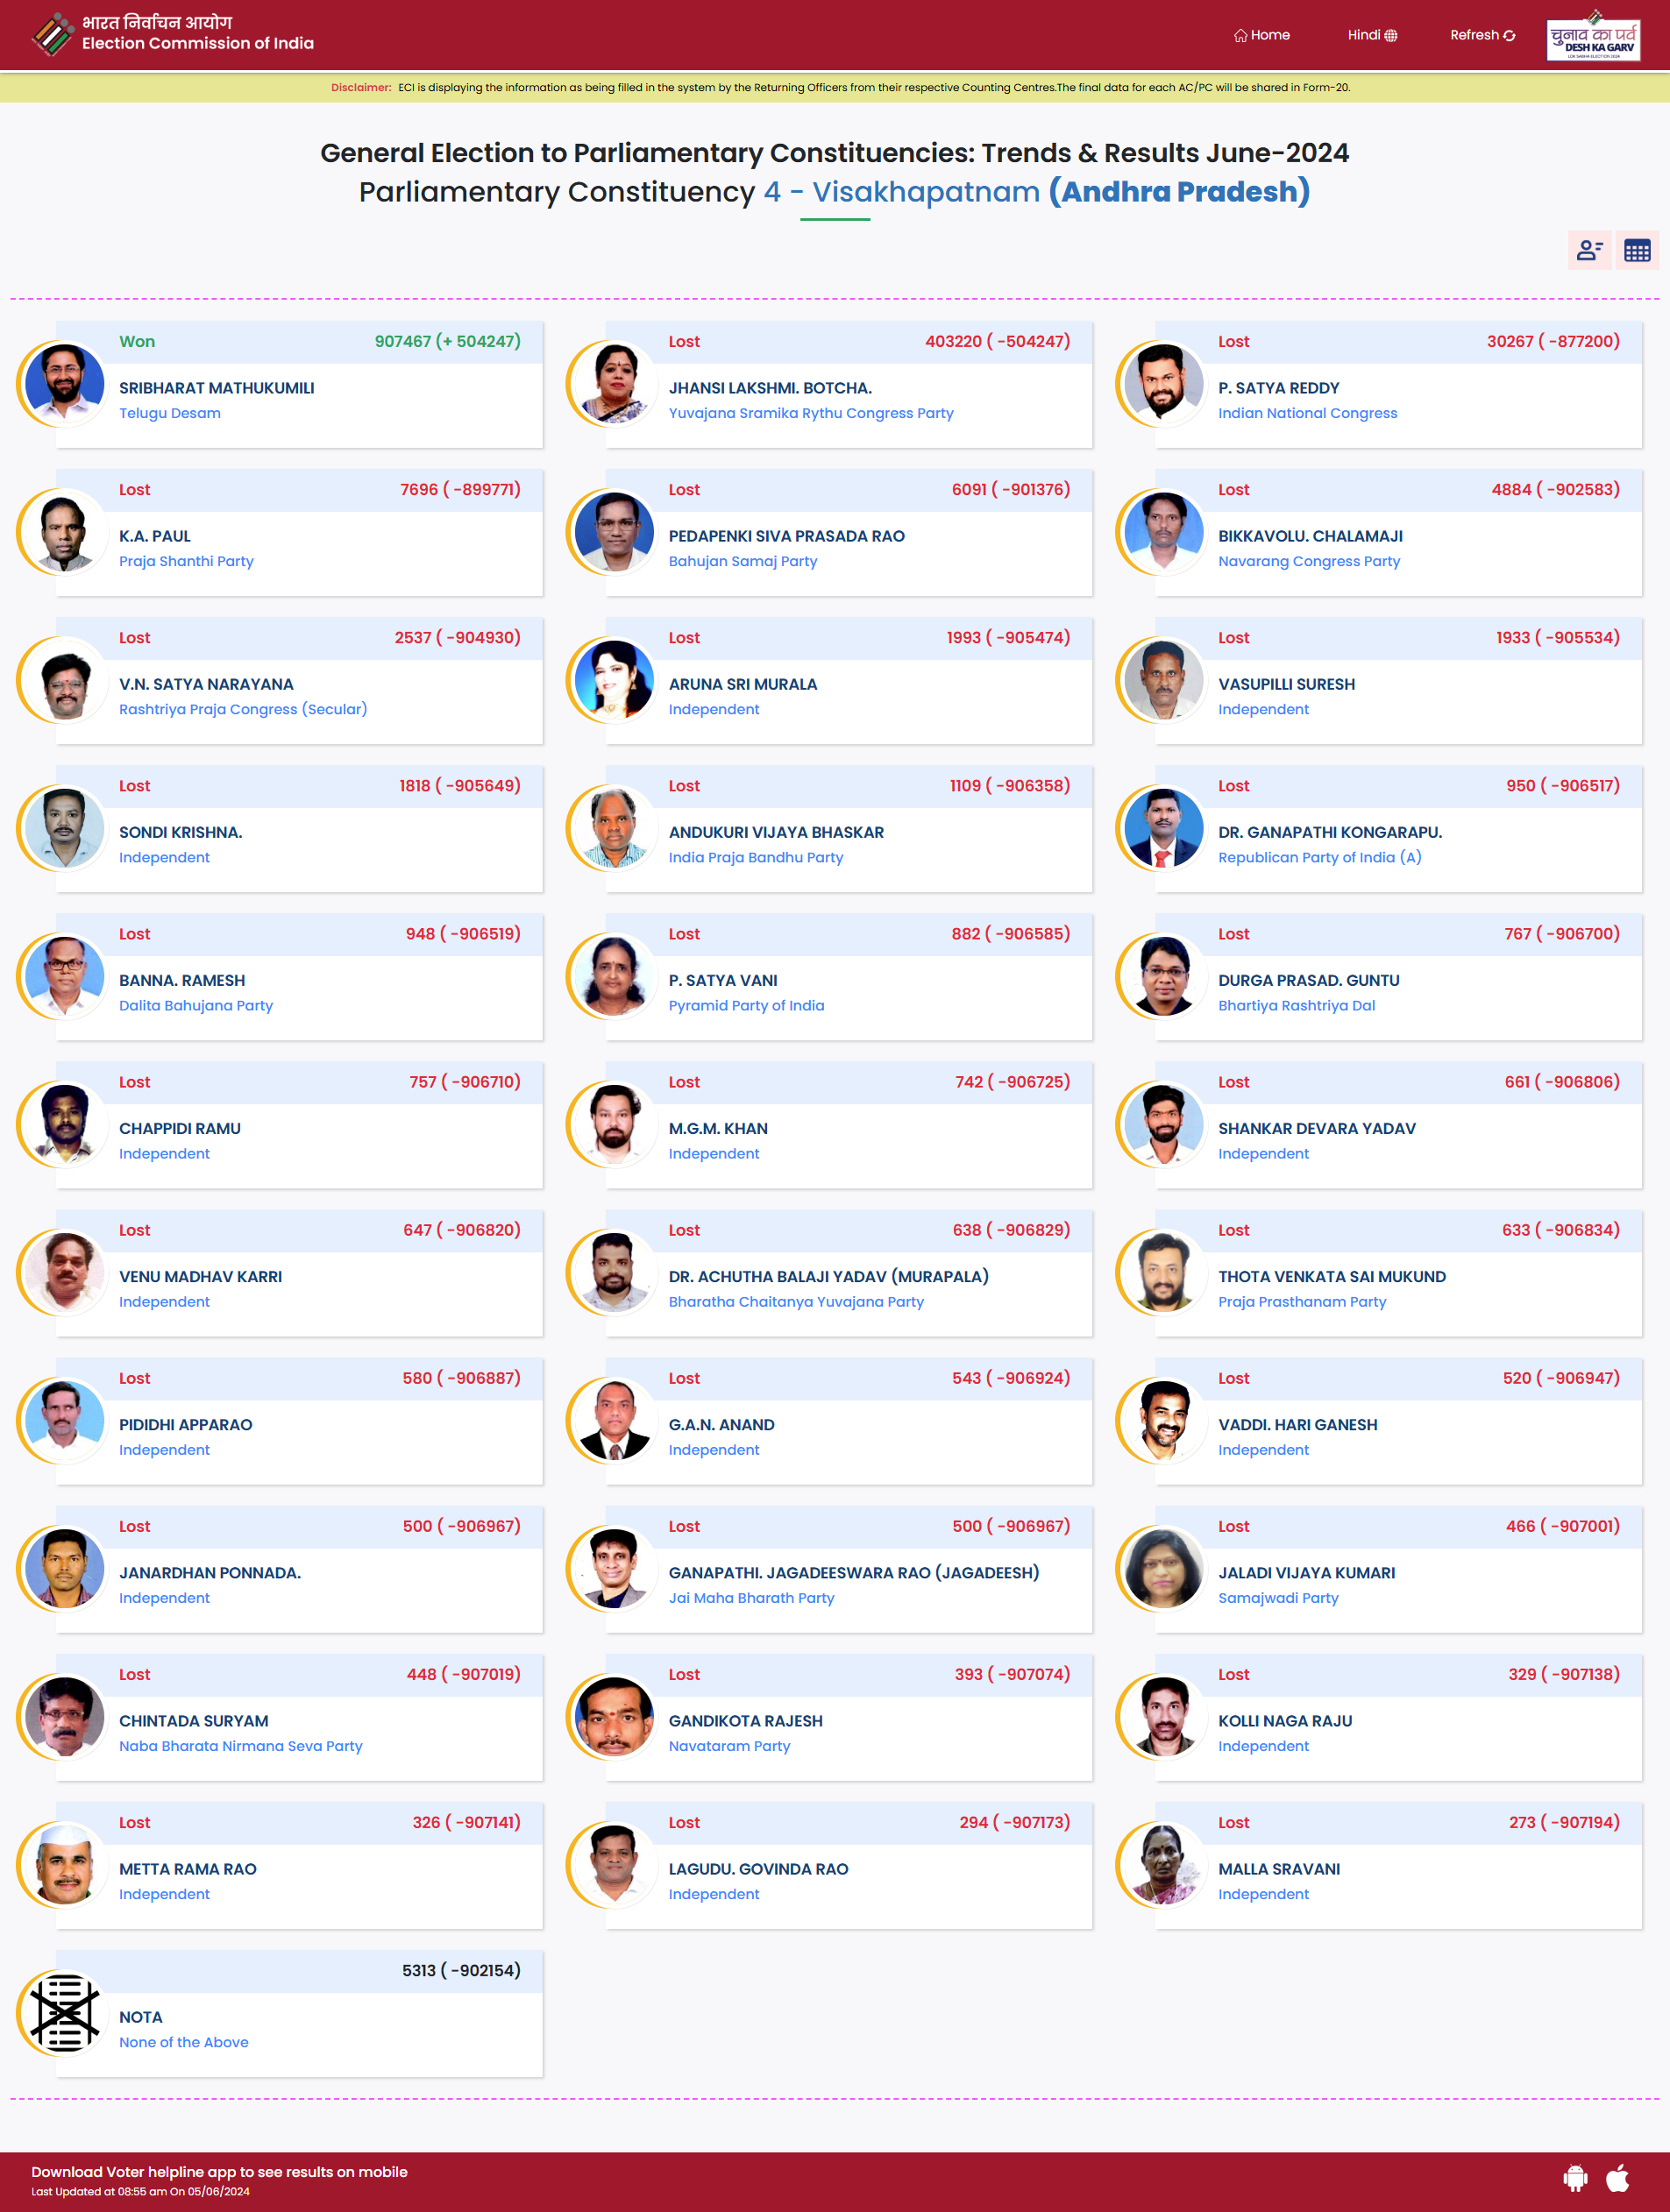 भारत निर्वाचन आयोग
Election Commission of India
Home
Hindi
Refresh
चुनाव का पर्व
DESH KA GARV
LOK SABHA ELECTION 2024
Disclaimer: ECI is displaying the information as being filled in the system by the Returning Officers from their respective Counting Centres.The final data for each AC/PC will be shared in Form-20.
General Election to Parliamentary Constituencies: Trends & Results June-2024
Parliamentary Constituency 4 - Visakhapatnam (Andhra Pradesh)
Won 907467 (+ 504247)
SRIBHARAT MATHUKUMILI
Telugu Desam
Lost 403220 ( -504247)
JHANSI LAKSHMI. BOTCHA.
Yuvajana Sramika Rythu Congress Party
Lost 30267 ( -877200)
P. SATYA REDDY
Indian National Congress
Lost 7696 ( -899771)
K.A. PAUL
Praja Shanthi Party
Lost 6091 ( -901376)
PEDAPENKI SIVA PRASADA RAO
Bahujan Samaj Party
Lost 4884 ( -902583)
BIKKAVOLU. CHALAMAJI
Navarang Congress Party
Lost 2537 ( -904930)
V.N. SATYA NARAYANA
Rashtriya Praja Congress (Secular)
Lost 1993 ( -905474)
ARUNA SRI MURALA
Independent
Lost 1933 ( -905534)
VASUPILLI SURESH
Independent
Lost 1818 ( -905649)
SONDI KRISHNA.
Independent
Lost 1109 ( -906358)
ANDUKURI VIJAYA BHASKAR
India Praja Bandhu Party
Lost 950 ( -906517)
DR. GANAPATHI KONGARAPU.
Republican Party of India (A)
Lost 948 ( -906519)
BANNA. RAMESH
Dalita Bahujana Party
Lost 882 ( -906585)
P. SATYA VANI
Pyramid Party of India
Lost 767 ( -906700)
DURGA PRASAD. GUNTU
Bhartiya Rashtriya Dal
Lost 757 ( -906710)
CHAPPIDI RAMU
Independent
Lost 742 ( -906725)
M.G.M. KHAN
Independent
Lost 661 ( -906806)
SHANKAR DEVARA YADAV
Independent
Lost 647 ( -906820)
VENU MADHAV KARRI
Independent
Lost 638 ( -906829)
DR. ACHUTHA BALAJI YADAV (MURAPALA)
Bharatha Chaitanya Yuvajana Party
Lost 633 ( -906834)
THOTA VENKATA SAI MUKUND
Praja Prasthanam Party
Lost 580 ( -906887)
PIDIDHI APPARAO
Independent
Lost 543 ( -906924)
G.A.N. ANAND
Independent
Lost 520 ( -906947)
VADDI. HARI GANESH
Independent
Lost 500 ( -906967)
JANARDHAN PONNADA.
Independent
Lost 500 ( -906967)
GANAPATHI. JAGADEESWARA RAO (JAGADEESH)
Jai Maha Bharath Party
Lost 466 ( -907001)
JALADI VIJAYA KUMARI
Samajwadi Party
Lost 448 ( -907019)
CHINTADA SURYAM
Naba Bharata Nirmana Seva Party
Lost 393 ( -907074)
GANDIKOTA RAJESH
Navataram Party
Lost 329 ( -907138)
KOLLI NAGA RAJU
Independent
Lost 326 ( -907141)
METTA RAMA RAO
Independent
Lost 294 ( -907173)
LAGUDU. GOVINDA RAO
Independent
Lost 273 ( -907194)
MALLA SRAVANI
Independent
5313 ( -902154)
NOTA
None of the Above
Download Voter helpline app to see results on mobile
Last Updated at 08:55 am On 05/06/2024